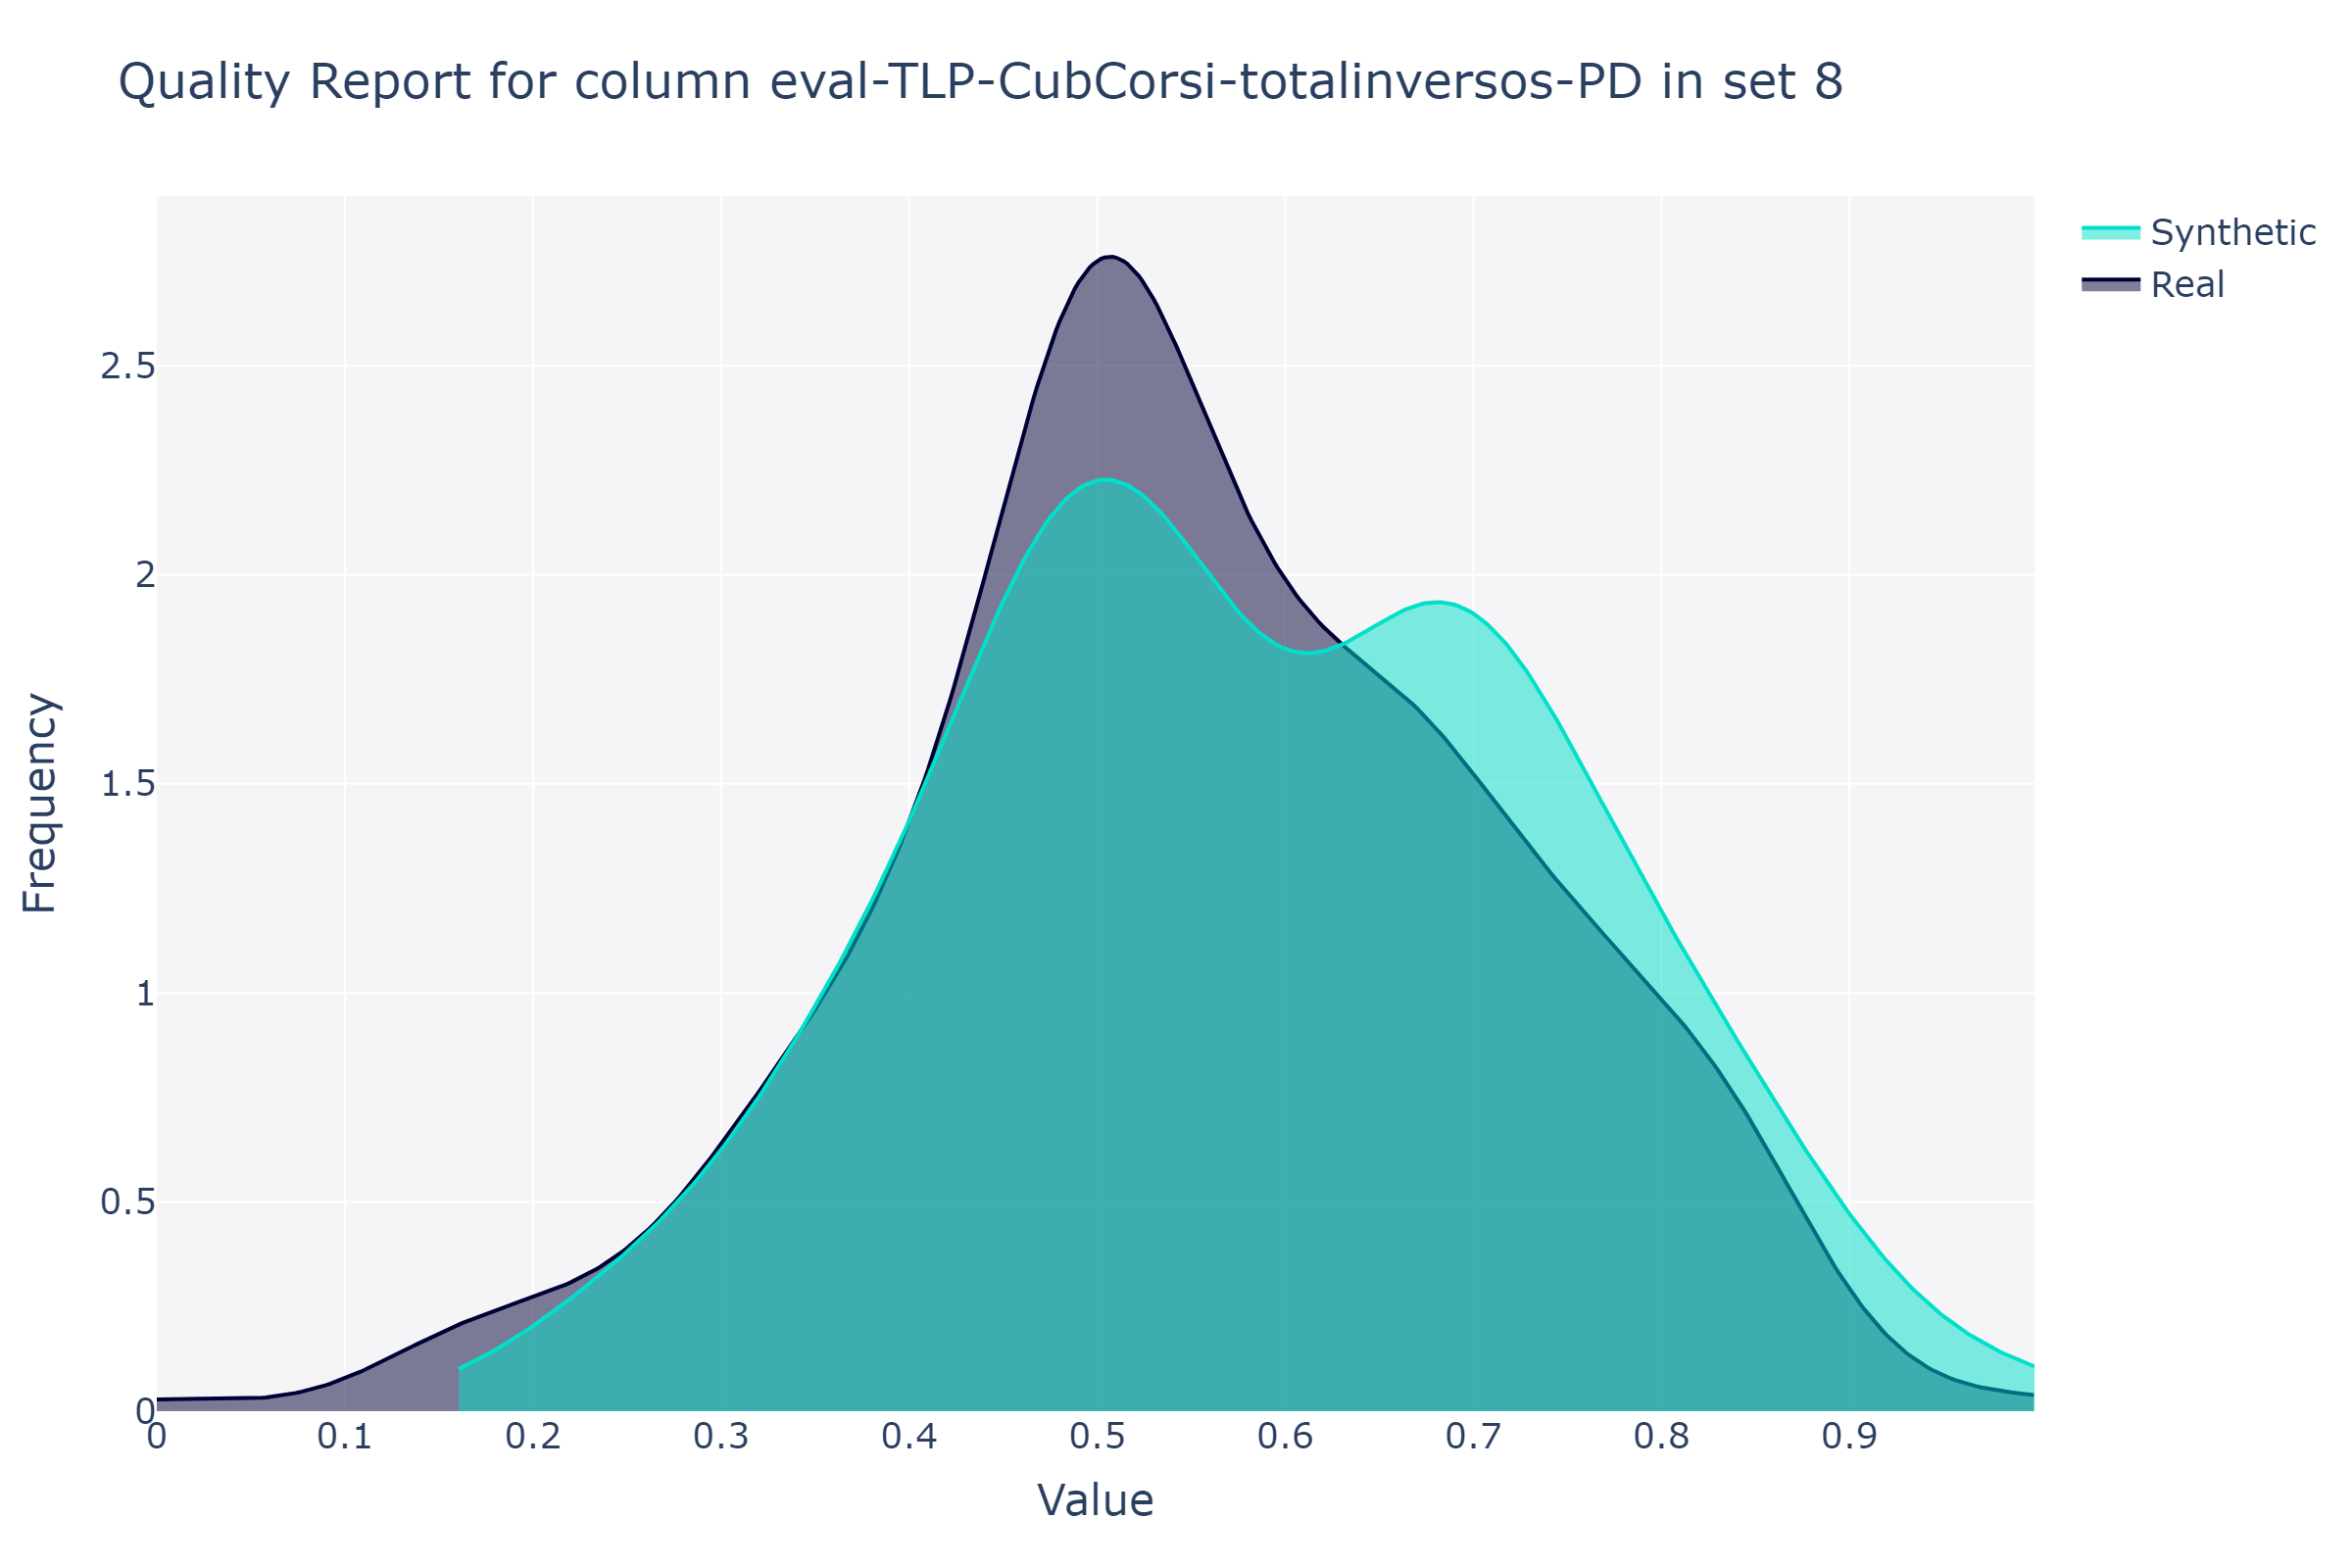 Quality Report for column eval-TLP-CubCorsi-totalinversos-PD in set 8
Synthetic
Real
2.5
2
1.5
1
0.5
0
Frequency
0 0.1 0.2 0.3 0.4 0.5 0.6 0.7 0.8 0.9
Value